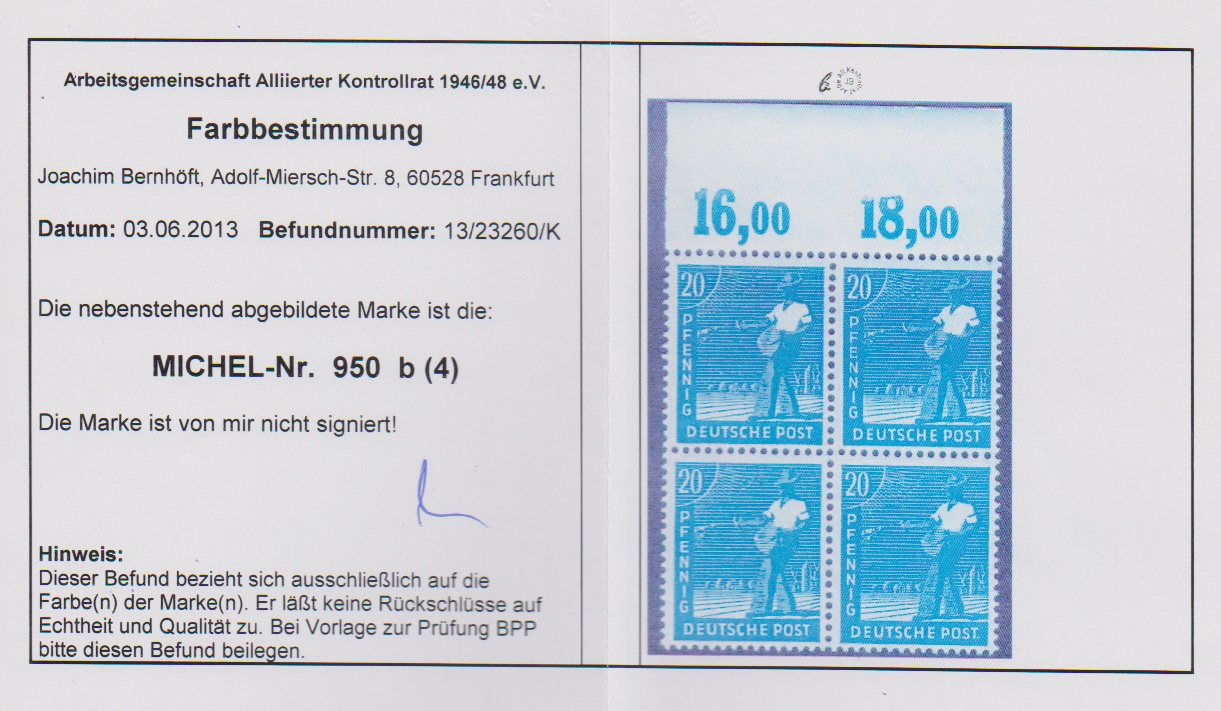 Arbeitsgemeinschaft Alliierter Kontrollrat 1946/48 e.V.
Farbbestimmung
Joachim Bernhöft, Adolf-Miersch-Str. 8, 60528 Frankfurt
Datum: 03.06.2013 Befundnummer: 13/23260/K
Die nebenstehend abgebildete Marke ist die:
MICHEL-Nr. 950 b (4)
Die Marke ist von mir nicht signiert!
Hinweis:
Dieser Befund bezieht sich ausschließlich auf die
Farbe(n) der Marke(n). Er läßt keine Rückschlüsse auf
Echtheit und Qualität zu. Bei Vorlage zur Prüfung BPP
bitte diesen Befund beilegen.
16,00 18,00
20 PFENNIG
DEUTSCHE POST
20 PFENNIG
DEUTSCHE POST
20 PFENNIG
DEUTSCHE POST
20 PFENNIG
DEUTSCHE POST